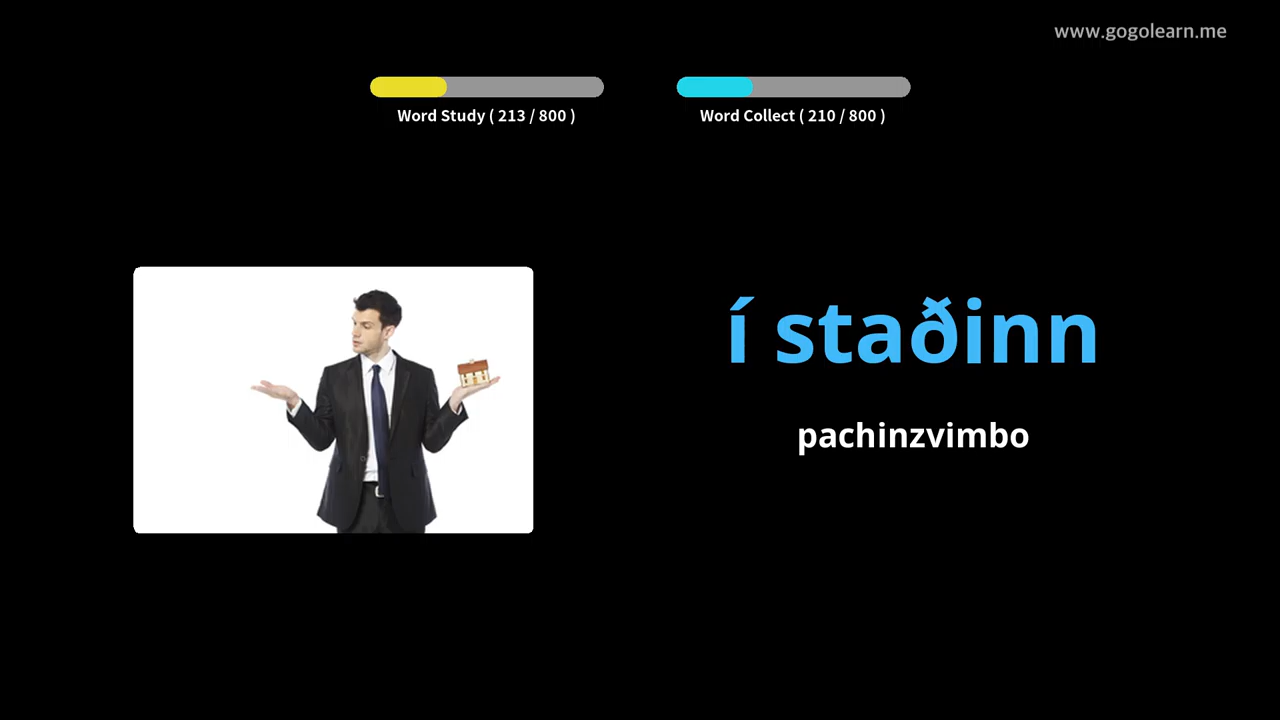 www.gogolearn.me
Word Study ( 213 / 800 )
Word Collect ( 210 / 800 )
í staðinn
pachinzvimbo